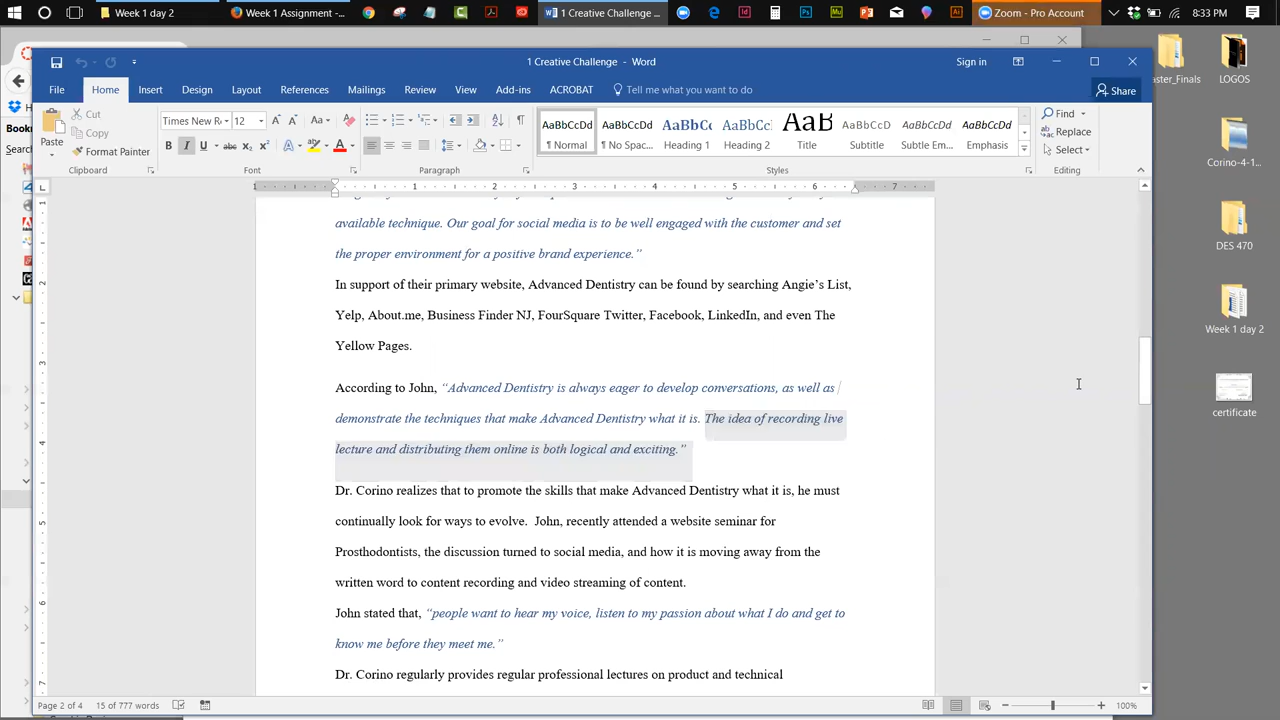 Week 1 day 2
Week 1 Assignment -...
1 Creative Challenge ...
Zoom - Pro Account
8:33 PM
1 Creative Challenge - Word
Sign in
File
Home
Insert
Design
Layout
References
Mailings
Review
View
Add-ins
ACROBAT
Tell me what you want to do
Share
Paste
Cut
Copy
Format Painter
Clipboard
Times New R
12
Font
Paragraph
AaBbCcDd
¶ Normal
AaBbCcDd
¶ No Spac...
AaBbCc
Heading 1
AaBbCcD
Heading 2
AaB
Title
AaBbCcD
Subtitle
AaBbCcDd
Subtle Em...
AaBbCcDd
Emphasis
Styles
Find
Replace
Select
Editing
Bookm
Searc
available technique. Our goal for social media is to be well engaged with the customer and set
the proper environment for a positive brand experience.”
In support of their primary website, Advanced Dentistry can be found by searching Angie’s List,
Yelp, About.me, Business Finder NJ, FourSquare Twitter, Facebook, LinkedIn, and even The
Yellow Pages.
According to John, “Advanced Dentistry is always eager to develop conversations, as well as
demonstrate the techniques that make Advanced Dentistry what it is. The idea of recording live
lecture and distributing them online is both logical and exciting.”
Dr. Corino realizes that to promote the skills that make Advanced Dentistry what it is, he must
continually look for ways to evolve.  John, recently attended a website seminar for
Prosthodontists, the discussion turned to social media, and how it is moving away from the
written word to content recording and video streaming of content.
John stated that, “people want to hear my voice, listen to my passion about what I do and get to
know me before they meet me.”
Dr. Corino regularly provides regular professional lectures on product and technical
Page 2 of 4
15 of 777 words
100%
ster_Finals
LOGOS
Corino-4-1...
DES 470
Week 1 day 2
certificate